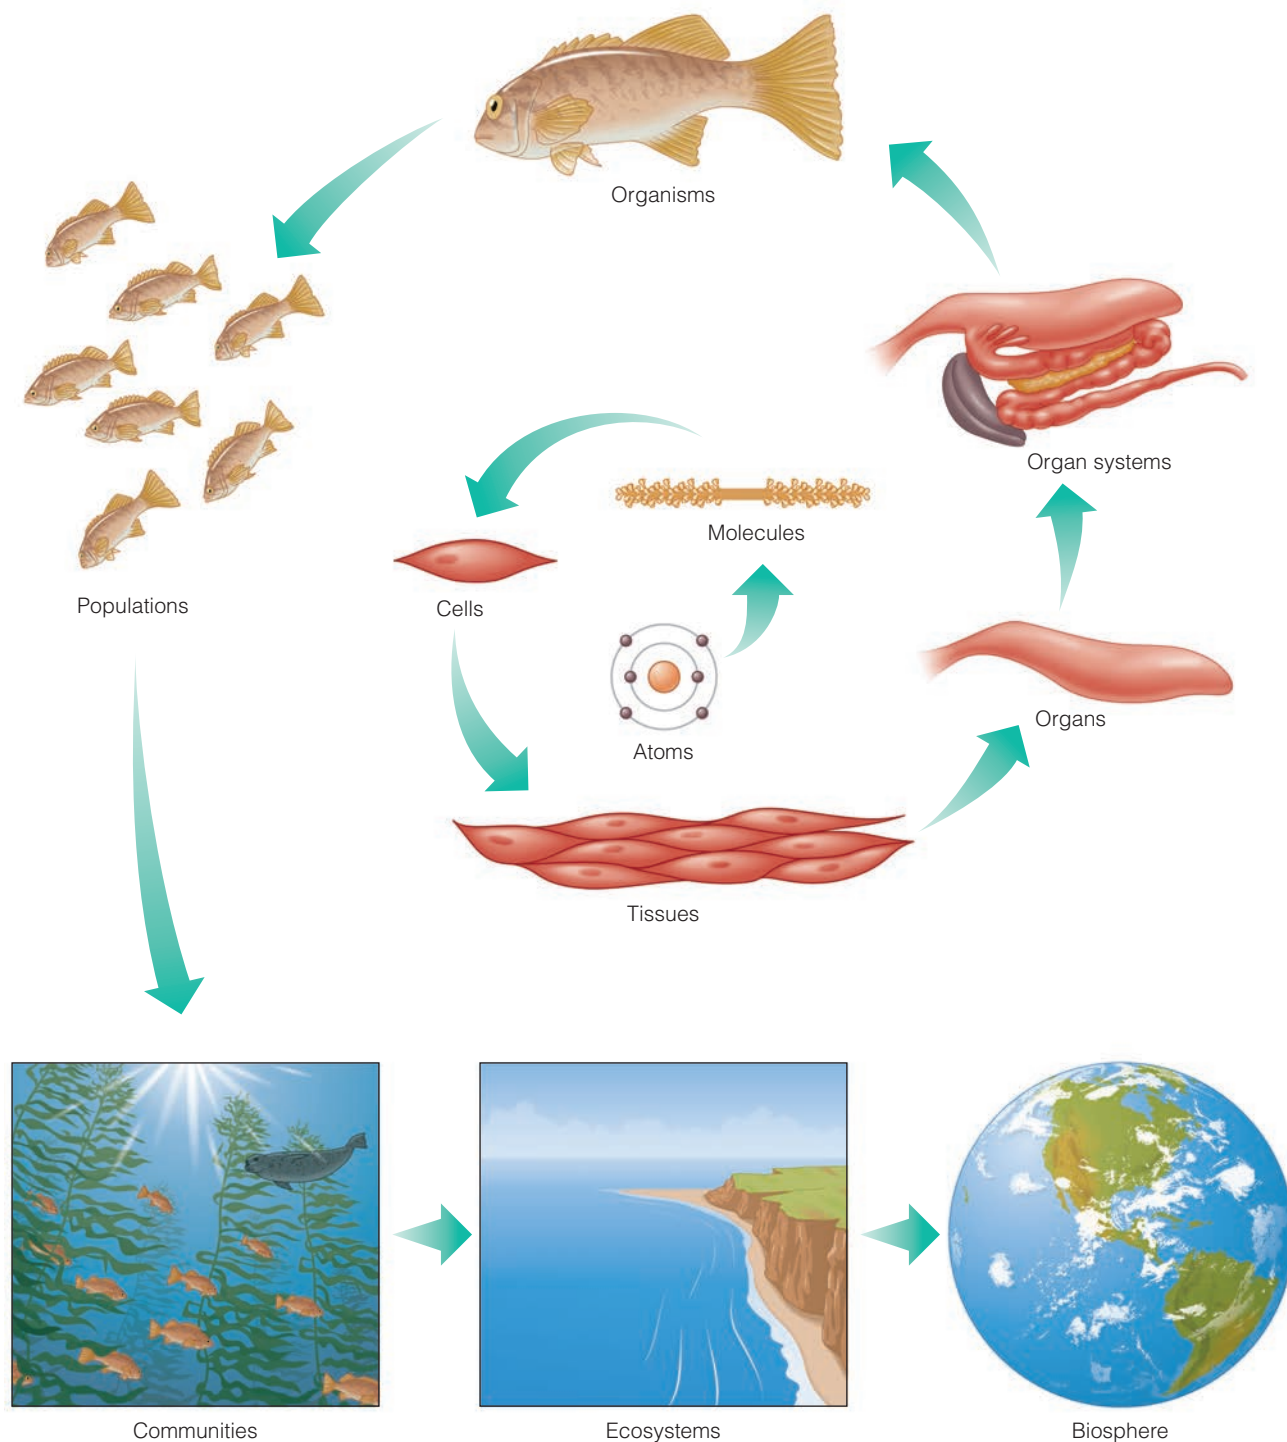 Organisms
Organ systems
Molecules
Populations
Cells
Organs
Atoms
Tissues
Communities
Ecosystems
Biosphere